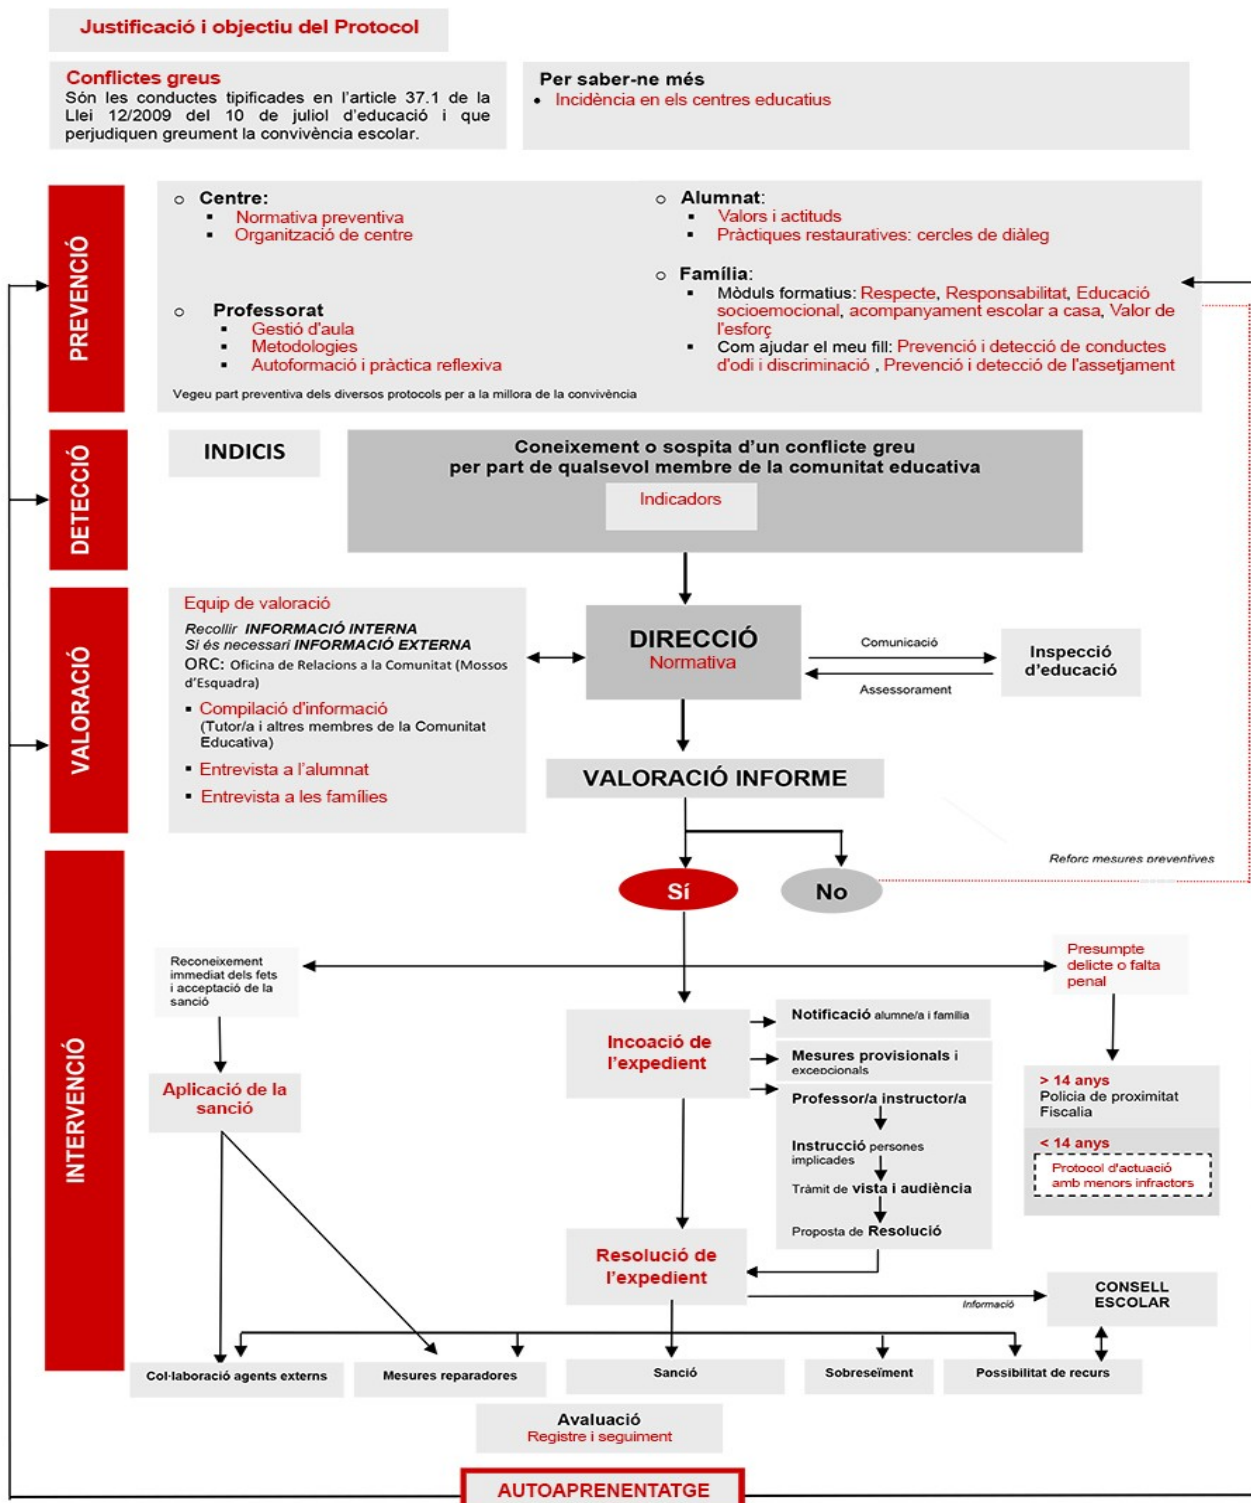 Justificació i objectiu del Protocol
Conflictes greus
Són les conductes tipificades en l'article 37.1 de la
Llei 12/2009 del 10 de juliol d'educació i que
perjudiquen greument la convivència escolar.
Per saber-ne més
• Incidència en els centres educatius
PREVENCIÓ
o Centre:
▪ Normativa preventiva
▪ Organització de centre
o Professorat
▪ Gestió d'aula
▪ Metodologies
▪ Autoformació i pràctica reflexiva
Vegeu part preventiva dels diversos protocols per a la millora de la convivència
o Alumnat:
▪ Valors i actituds
▪ Pràctiques restauratives: cercles de diàleg
o Família:
▪ Mòduls formatius: Respecte, Responsabilitat, Educació
socioemocional, acompanyament escolar a casa, Valor de
l'esforç
▪ Com ajudar el meu fill: Prevenció i detecció de conductes
d'odi i discriminació , Prevenció i detecció de l'assetjament
DETECCIÓ
INDICIS
Coneixement o sospita d'un conflicte greu
per part de qualsevol membre de la comunitat educativa
Indicadors
VALORACIÓ
Equip de valoració
Recollir INFORMACIÓ INTERNA
Si és necessari INFORMACIÓ EXTERNA
ORC: Oficina de Relacions a la Comunitat (Mossos
d'Esquadra)
▪ Compilació d'informació
(Tutor/a i altres membres de la Comunitat
Educativa)
▪ Entrevista a l'alumnat
▪ Entrevista a les famílies
DIRECCIÓ
Normativa
Comunicació
Assessorament
Inspecció
d'educació
VALORACIÓ INFORME
Reforç mesures preventives
Sí
No
INTERVENCIÓ
Reconeixement
immediat dels fets
i acceptació de la
sanció
Presumpte
delicte o falta
penal
Aplicació de la
sanció
Incoació de
l'expedient
Notificació alumne/a i família
Mesures provisionals i
excepcionals
Professor/a instructor/a
Instrucció persones
implicades
Tràmit de vista i audiència
Proposta de Resolució
> 14 anys
Policia de proximitat
Fiscalia
< 14 anys
Protocol d'actuació
amb menors infractors
Resolució de
l'expedient
Informació
CONSELL
ESCOLAR
Col·laboració agents externs
Mesures reparadores
Sanció
Sobreseïment
Possibilitat de recurs
Avaluació
Registre i seguiment
AUTOAPRENENTATGE